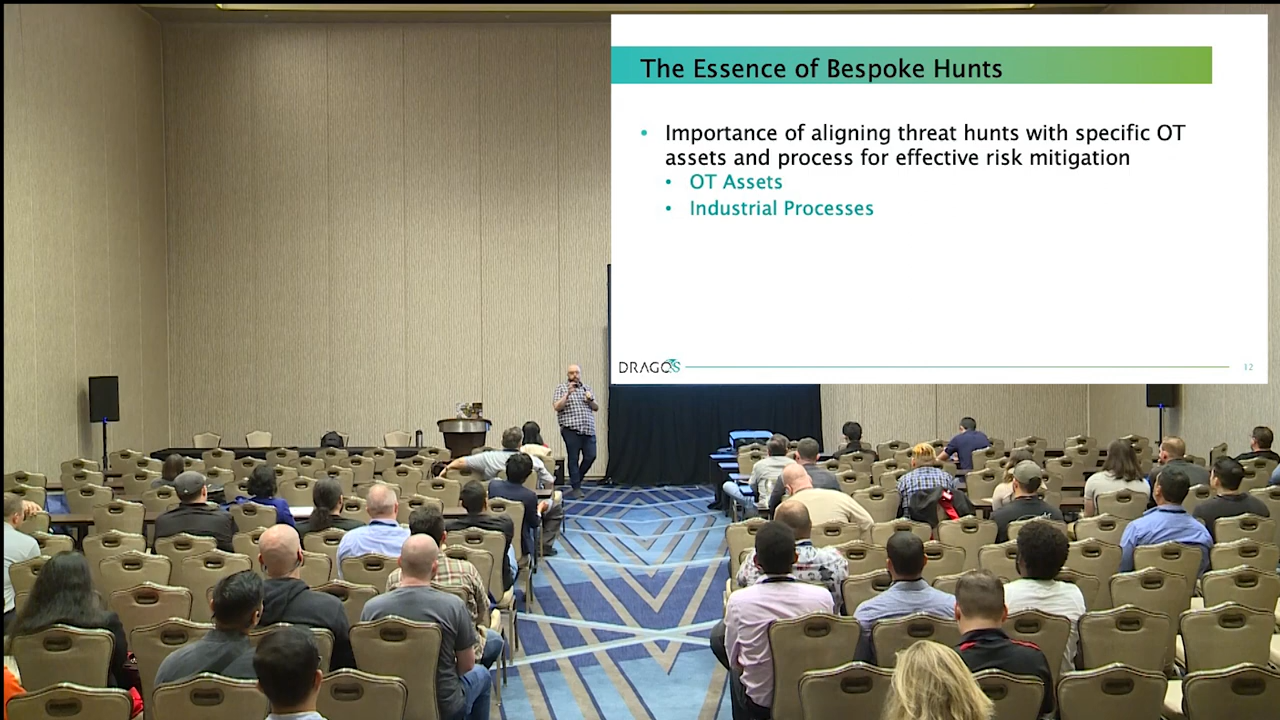 The Essence of Bespoke Hunts
• Importance of aligning threat hunts with specific OT
assets and process for effective risk mitigation
• OT Assets
• Industrial Processes
DRAGOS
12